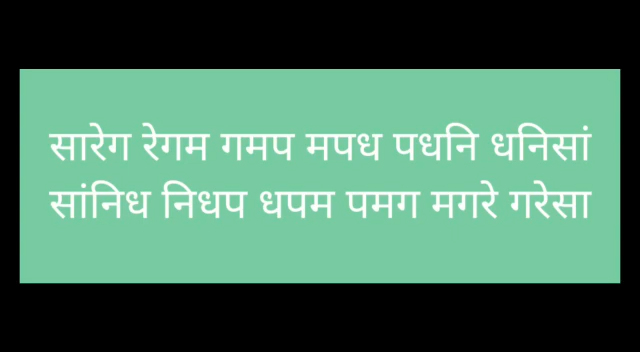 सारेग रेगम गमप मपध पधनि धनिसां
सांनिध निधप धपम पमग मगरे गरेसा